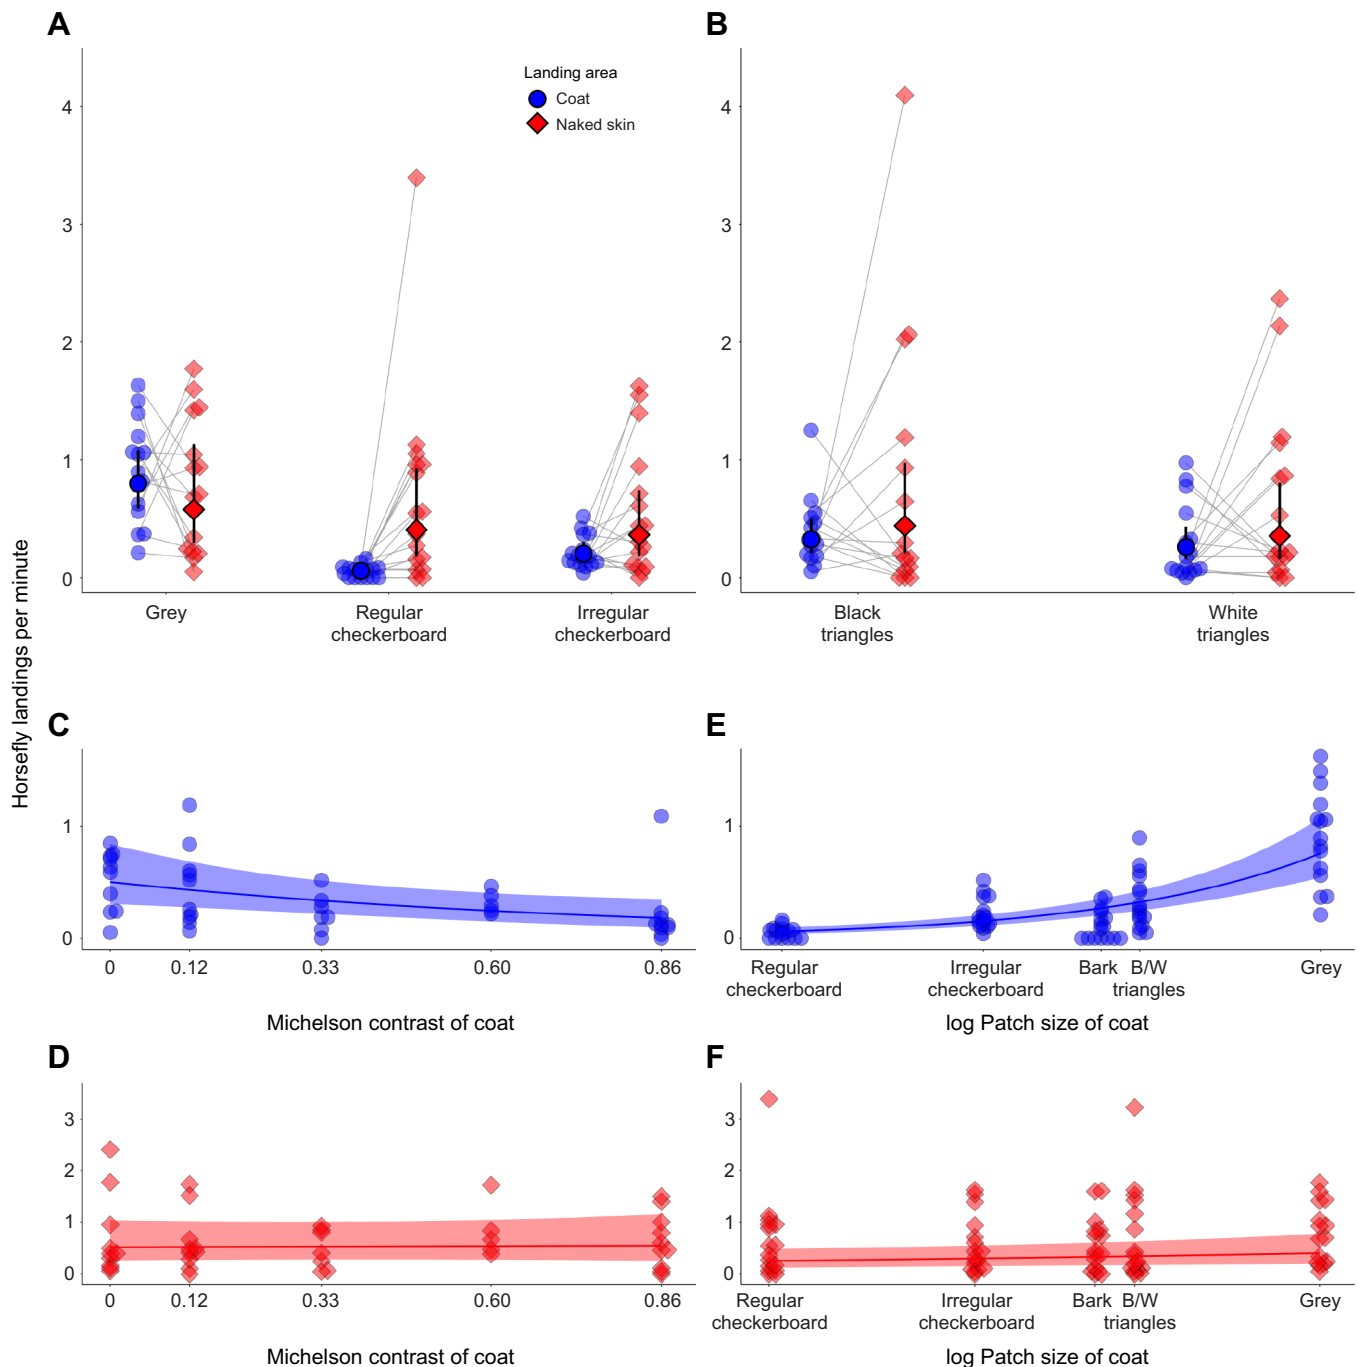 A
B
Landing area
Coat
Naked skin
4
3
2
1
0
4
3
2
1
0
Grey
Regular
checkerboard
Irregular
checkerboard
Black
triangles
White
triangles
Horsefly landings per minute
C
1
0
0
0.12
0.33
0.60
0.86
Michelson contrast of coat
E
1
0
Regular
checkerboard
Irregular
checkerboard
Bark
B/W
triangles
Grey
log Patch size of coat
D
3
2
1
0
0
0.12
0.33
0.60
0.86
Michelson contrast of coat
F
3
2
1
0
Regular
checkerboard
Irregular
checkerboard
Bark
B/W
triangles
Grey
log Patch size of coat